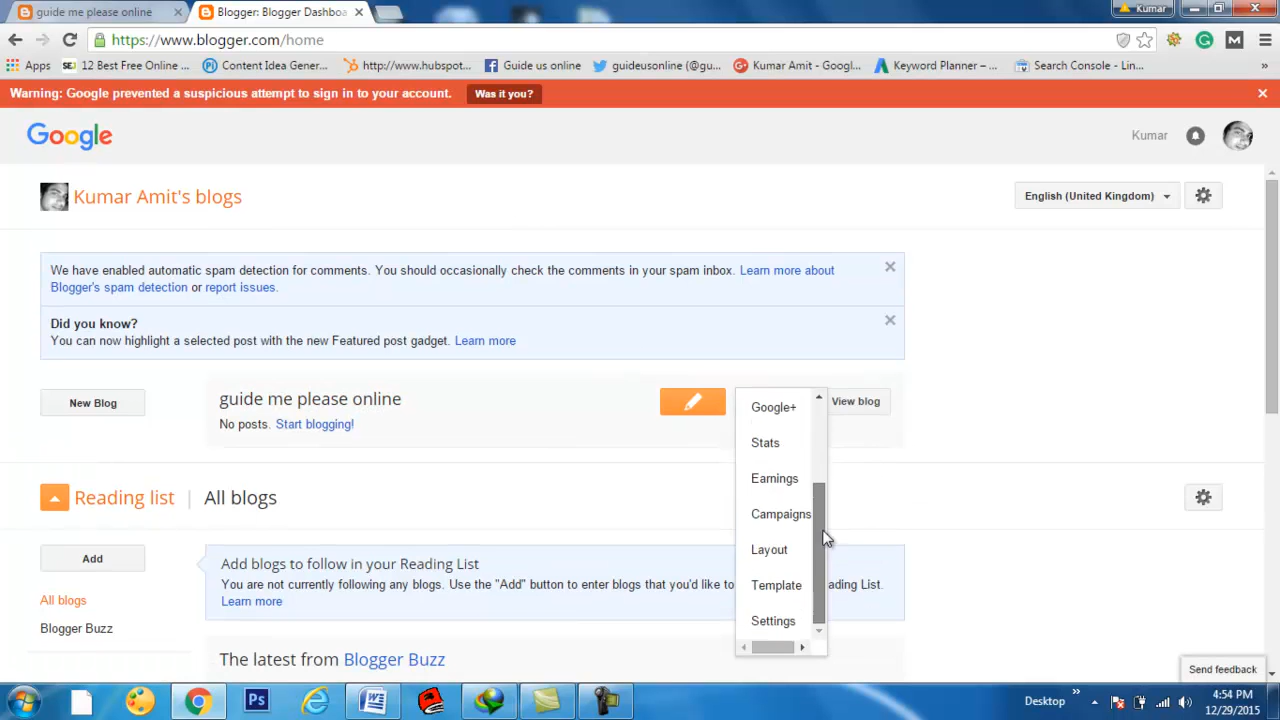 guide me please online
Blogger: Blogger Dashboa
Kumar
https://www.blogger.com/home
Apps
12 Best Free Online ...
Content Idea Gener...
http://www.hubspot...
Guide us online
guideusonline (@gu...
Kumar Amit - Googl...
Keyword Planner – ...
Search Console - Lin...
Warning: Google prevented a suspicious attempt to sign in to your account.
Was it you?
Google
Kumar
Kumar Amit's blogs
English (United Kingdom)
We have enabled automatic spam detection for comments. You should occasionally check the comments in your spam inbox. Learn more about
Blogger's spam detection or report issues.
Did you know?
You can now highlight a selected post with the new Featured post gadget. Learn more
New Blog
guide me please online
No posts. Start blogging!
View blog
Google+
Stats
Earnings
Campaigns
Layout
Template
Settings
Reading list | All blogs
Add
Add blogs to follow in your Reading List
You are not currently following any blogs. Use the "Add" button to enter blogs that you'd like to
ading List.
Learn more
All blogs
Blogger Buzz
The latest from Blogger Buzz
Send feedback
Ps
Desktop
4:54 PM
12/29/2015